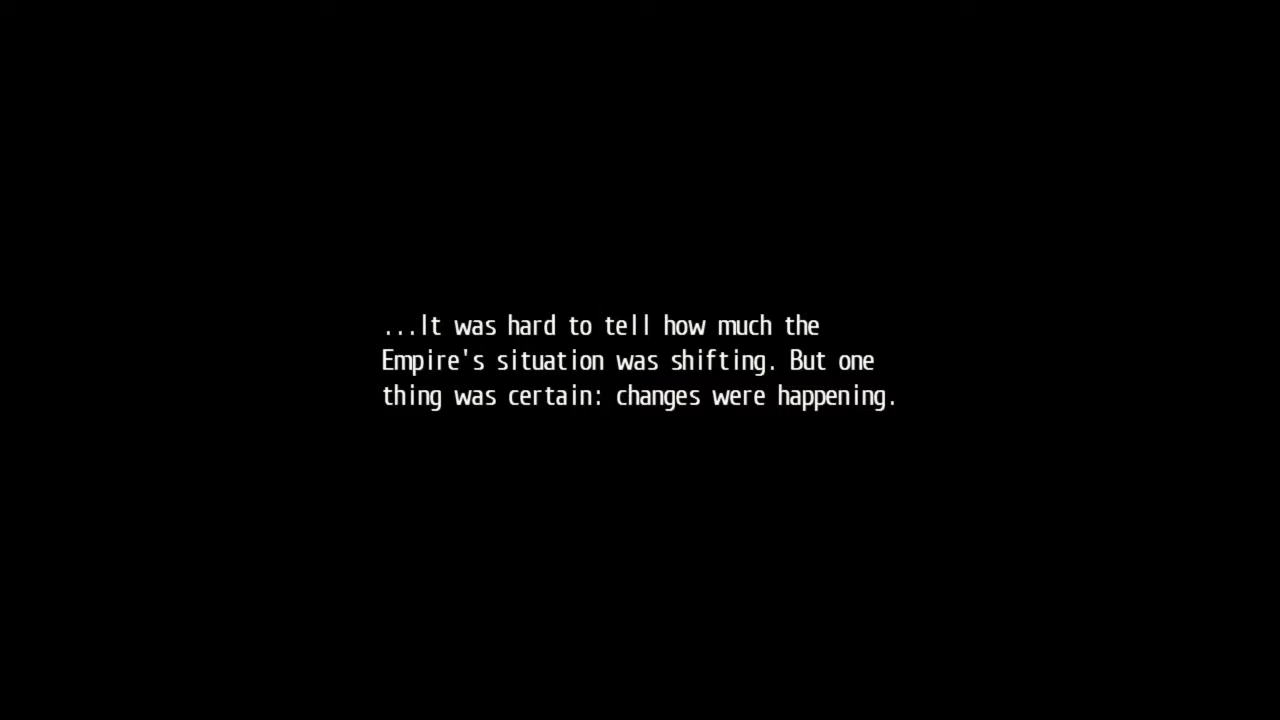 ...It was hard to tell how much the
Empire's situation was shifting. But one
thing was certain: changes were happening.